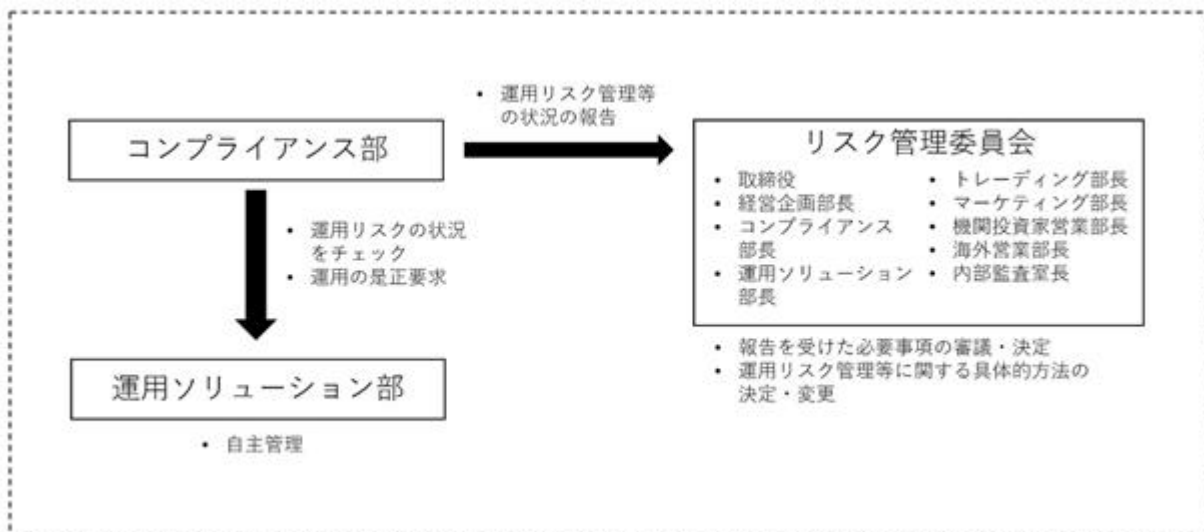 • 運用リスク管理等
の状況の報告
コンプライアンス部
リスク管理委員会
• 取締役
• 経営企画部長
• コンプライアンス
部長
• 運用ソリューション
部長
• トレーディング部長
• マーケティング部長
• 機関投資家営業部長
• 海外営業部長
• 内部監査室長
• 運用リスクの状況
をチェック
• 運用の是正要求
• 報告を受けた必要事項の審議・決定
• 運用リスク管理等に関する具体的方法の
決定・変更
運用ソリューション部
• 自主管理